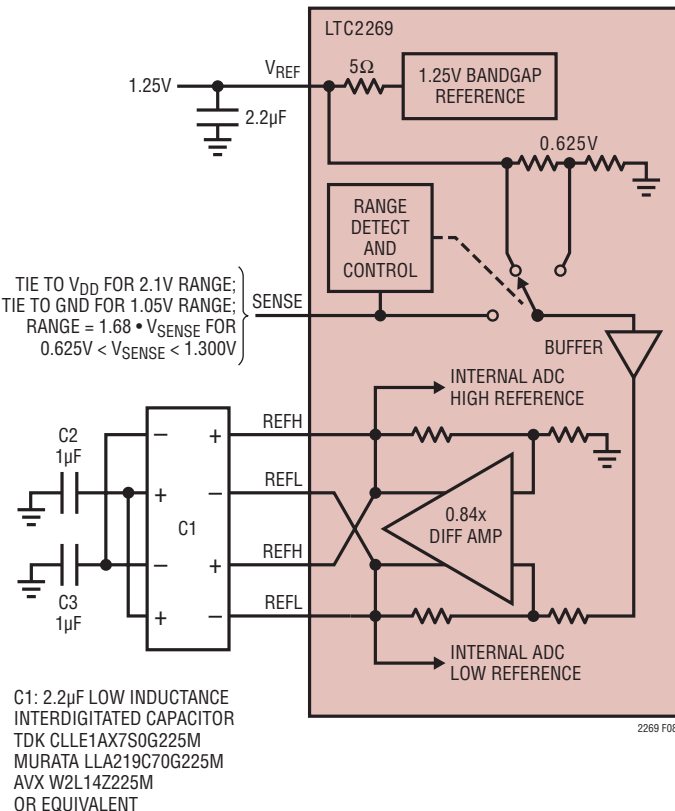 LTC2269
VREF
1.25V
5Ω
1.25V BANDGAP
REFERENCE
2.2µF
0.625V
RANGE
DETECT
AND
CONTROL
TIE TO VDD FOR 2.1V RANGE;
TIE TO GND FOR 1.05V RANGE;
RANGE = 1.68 • VSENSE FOR
0.625V < VSENSE < 1.300V
SENSE
BUFFER
INTERNAL ADC
HIGH REFERENCE
REFH
C2
1µF
– +
REFL
+ –
C1
0.84x
DIFF AMP
REFH
– +
C3
1µF
REFL
+ –
INTERNAL ADC
LOW REFERENCE
C1: 2.2µF LOW INDUCTANCE
INTERDIGITATED CAPACITOR
TDK CLLE1AX7S0G225M
MURATA LLA219C70G225M
AVX W2L14Z225M
OR EQUIVALENT
2269 F08